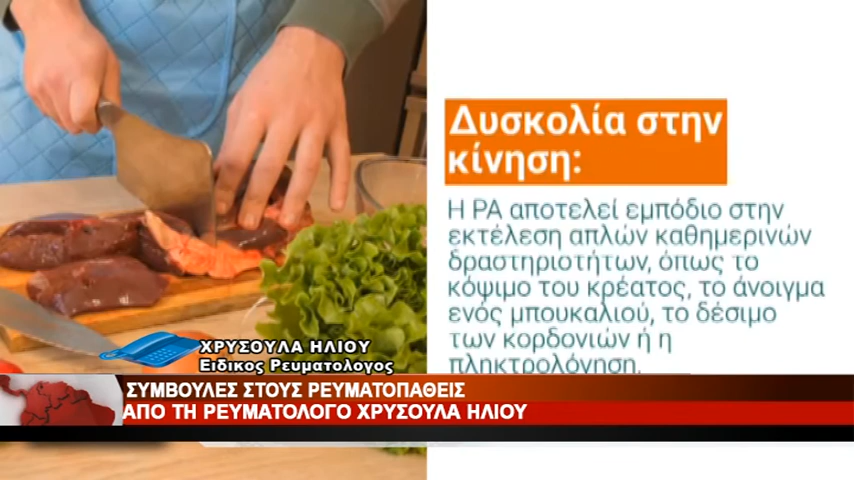 Δυσκολία στην
κίνηση:
Η ΡΑ αποτελεί εμπόδιο στην
εκτέλεση απλών καθημερινών
δραστηριοτήτων, όπως το
κόψιμο του κρέατος, το άνοιγμα
ενός μπουκαλιού, το δέσιμο
των κορδονιών ή η
πληκτρολόγηση.
ΧΡΥΣΟΥΛΑ ΗΛΙΟΥ
Ειδικος Ρευματολογος
ΣΥΜΒΟΥΛΕΣ ΣΤΟΥΣ ΡΕΥΜΑΤΟΠΑΘΕΙΣ
ΑΠΟ ΤΗ ΡΕΥΜΑΤΟΛΟΓΟ ΧΡΥΣΟΥΛΑ ΗΛΙΟΥ